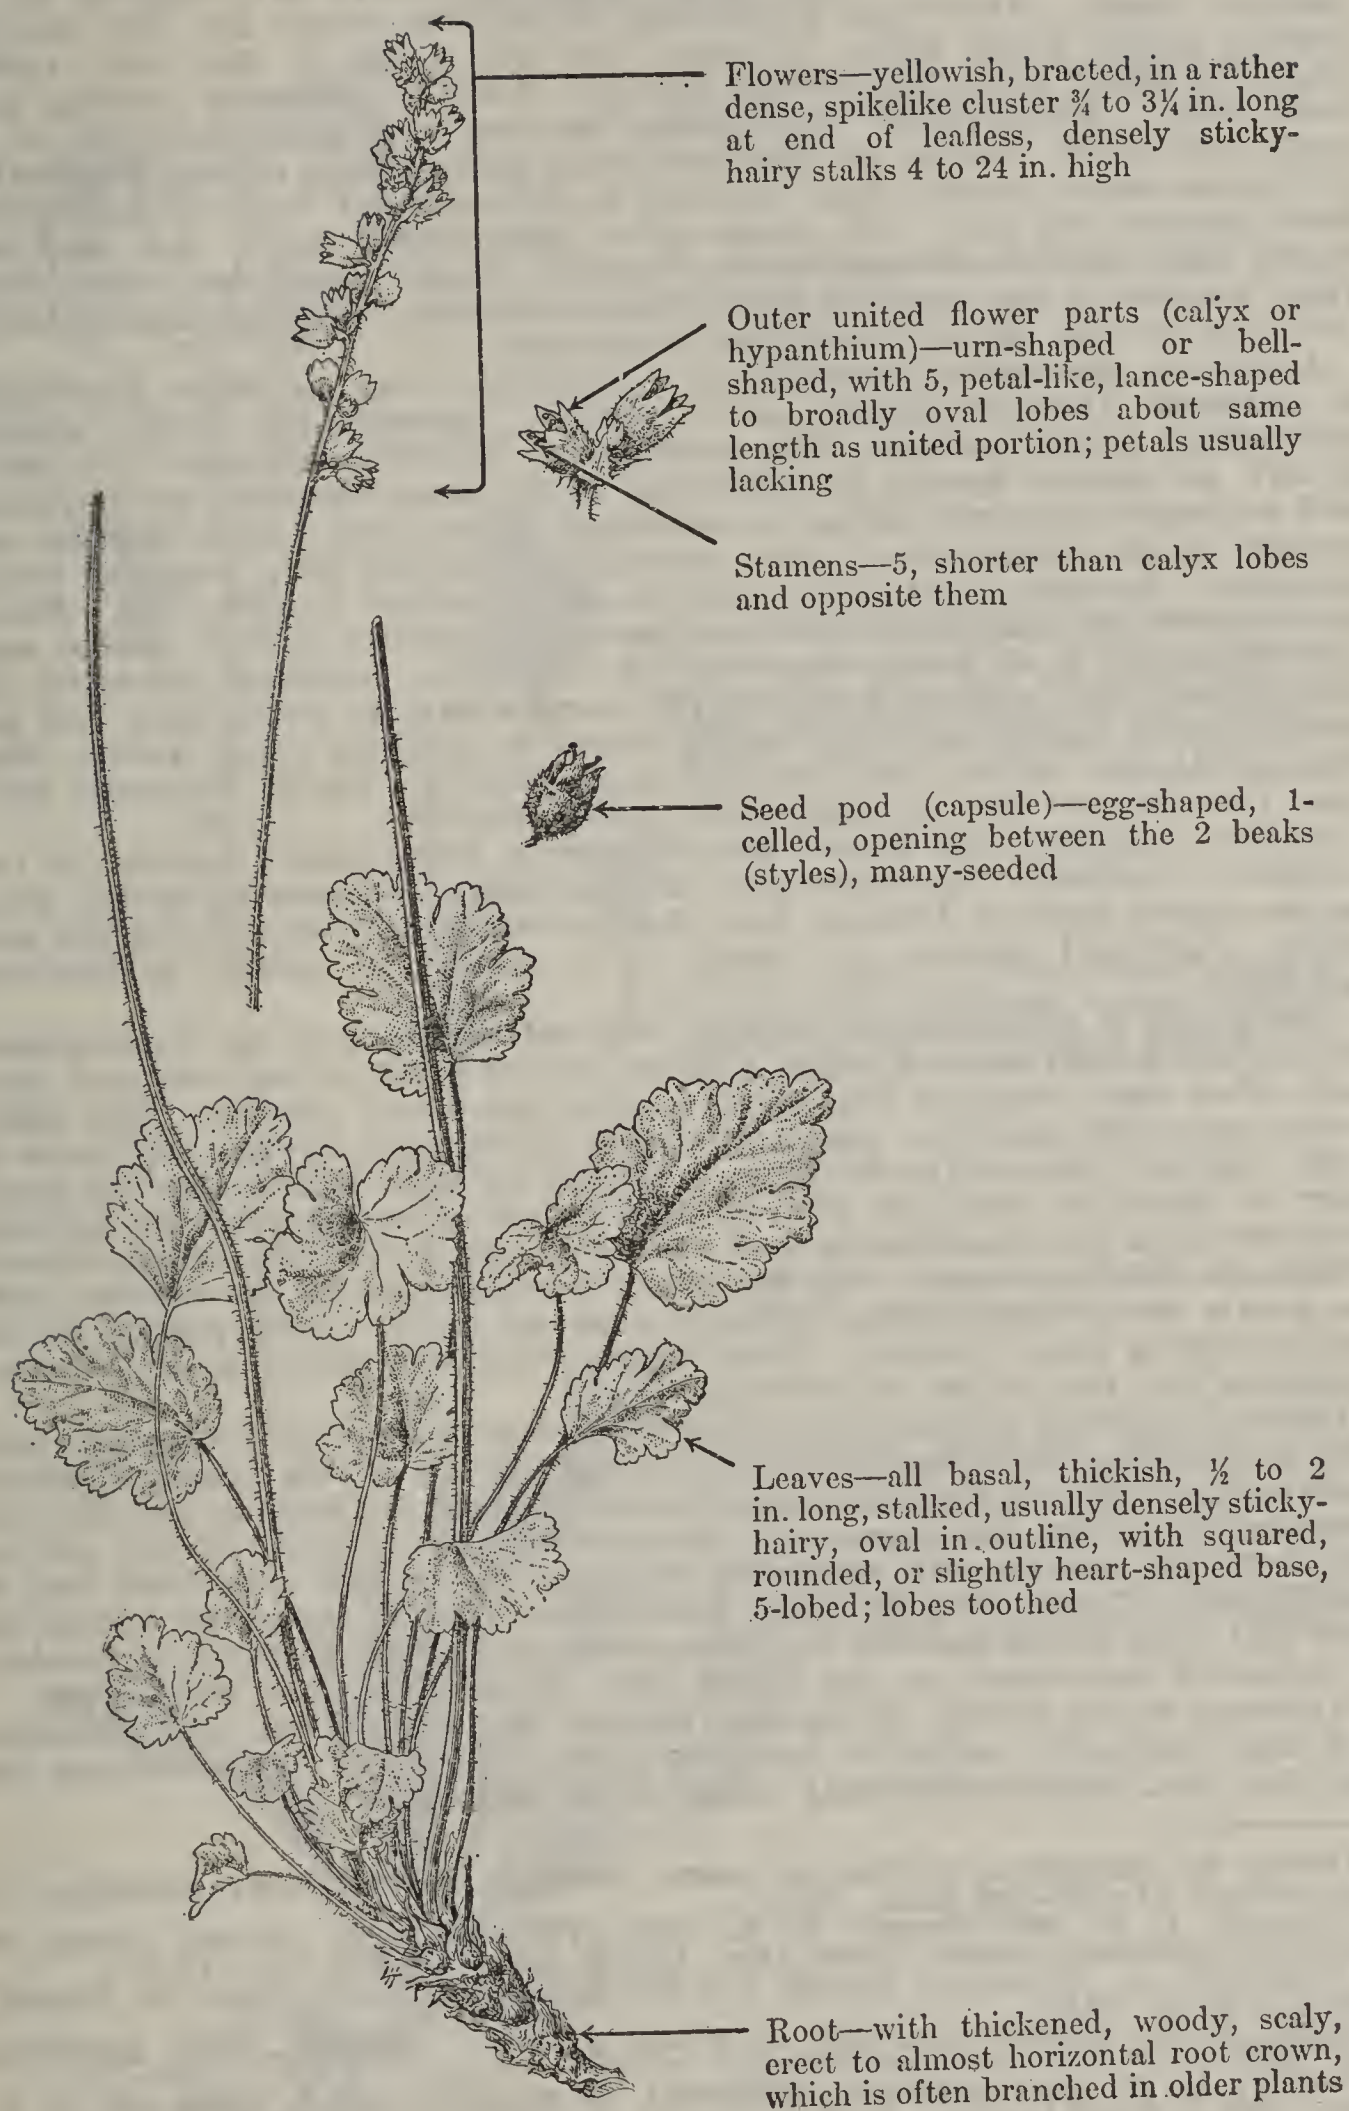 Flowers—yellowish, bracted, in a rather
dense, spikelike cluster ¾ to 3¼ in. long
at end of leafless, densely sticky-
hairy stalks 4 to 24 in. high
Outer united flower parts (calyx or
hypanthium)—urn-shaped or bell-
shaped, with 5, petal-like, lance-shaped
to broadly oval lobes about same
length as united portion; petals usually
lacking
Stamens—5, shorter than calyx lobes
and opposite them
Seed pod (capsule)—egg-shaped, 1-
celled, opening between the 2 beaks
(styles), many-seeded
Leaves—all basal, thickish, ½ to 2
in. long, stalked, usually densely sticky-
hairy, oval in outline, with squared,
rounded, or slightly heart-shaped base,
5-lobed; lobes toothed
Root—with thickened, woody, scaly,
erect to almost horizontal root crown,
which is often branched in older plants